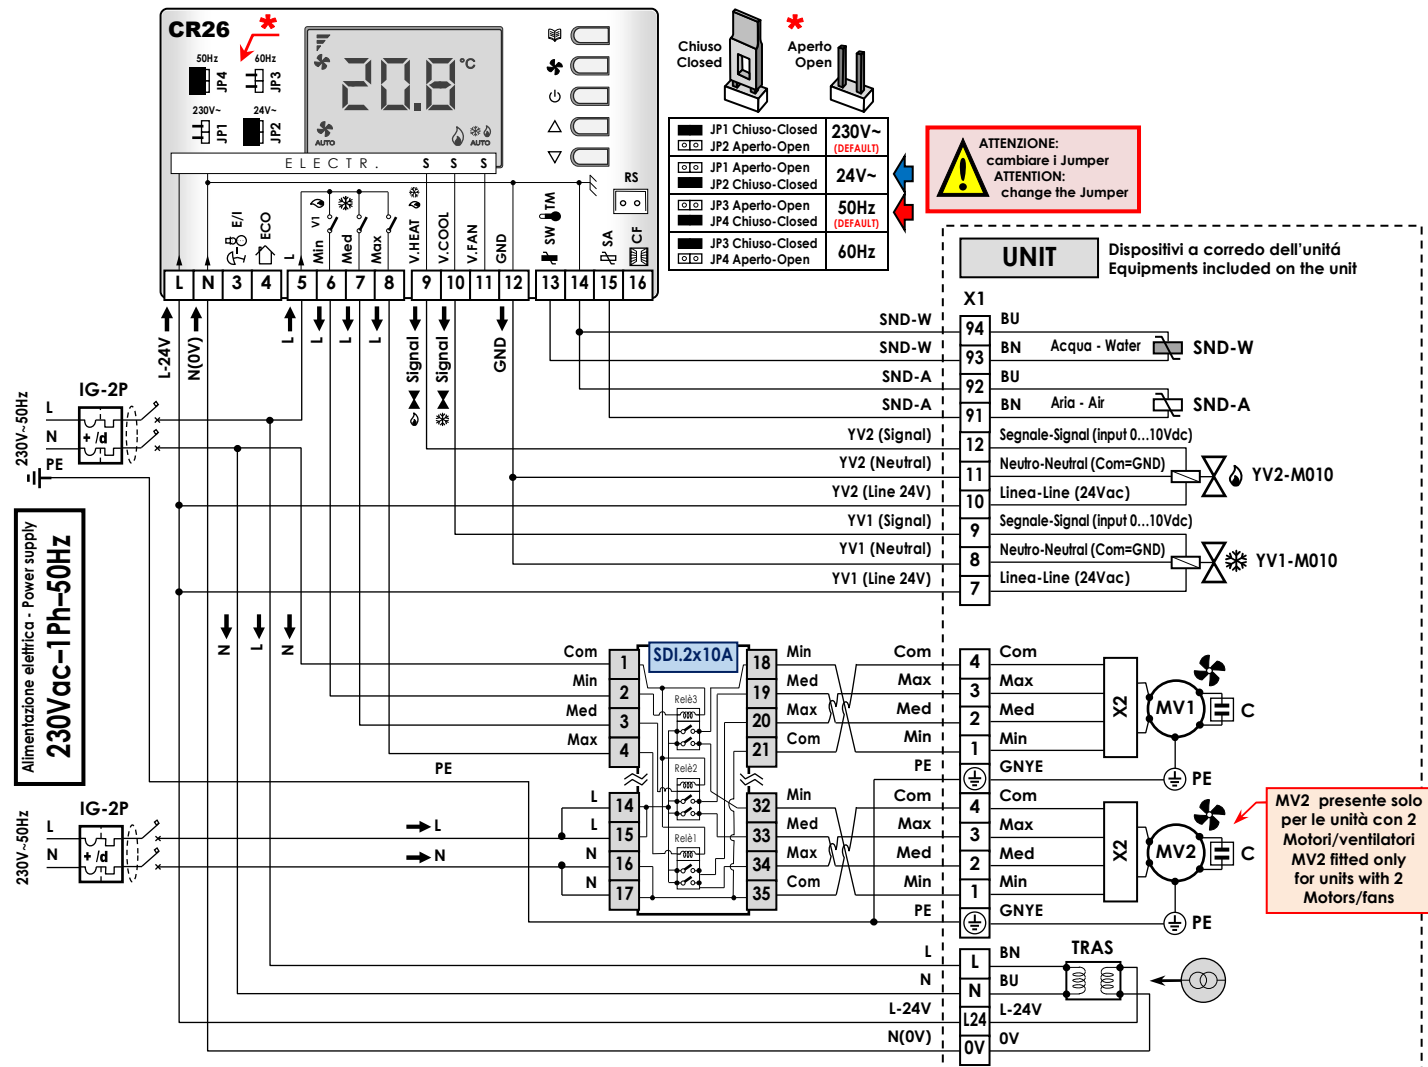 CR26
*
50Hz
60Hz
JP4
JP3
230V~
24V~
JP1
JP2
20.8 °C
AUTO
AUTO
ELECTR.
S S S
RS
E/I
ECO
L
Min
V1
Med
Max
V.HEAT
V.COOL
V.FAN
GND
SW
TM
SA
CF
L N 3 4 5 6 7 8 9 10 11 12 13 14 15 16
Chiuso
Closed
*
Aperto
Open
JP1 Chiuso-Closed
JP2 Aperto-Open
230V~
(DEFAULT)
JP1 Aperto-Open
JP2 Chiuso-Closed
24V~
JP3 Aperto-Open
JP4 Chiuso-Closed
50Hz
(DEFAULT)
JP3 Chiuso-Closed
JP4 Aperto-Open
60Hz
ATTENZIONE:
cambiare i Jumper
ATTENTION:
change the Jumper
UNIT
Dispositivi a corredo dell'unitá
Equipments included on the unit
X1
L-24V
N(0V)
L
L
L
L
Signal
Signal
GND
SND-W 94 BU
SND-W 93 BN Acqua - Water SND-W
SND-A 92 BU
SND-A 91 BN Aria - Air SND-A
YV2 (Signal) 12 Segnale-Signal (input 0...10Vdc)
YV2 (Neutral) 11 Neutro-Neutral (Com=GND) YV2-M010
YV2 (Line 24V) 10 Linea-Line (24Vac)
YV1 (Signal) 9 Segnale-Signal (input 0...10Vdc)
YV1 (Neutral) 8 Neutro-Neutral (Com=GND) YV1-M010
YV1 (Line 24V) 7 Linea-Line (24Vac)
IG-2P
230V~50Hz
L
N
PE
+ /d
Alimentazione elettrica - Power supply
230Vac-1Ph-50Hz
N
L
N
SDI.2x10A
Com 1
Min 2
Med 3
Max 4
PE
L 14
L 15
N 16
N 17
Relè3
Relè2
Relè1
18 Min
19 Med
20 Max
21 Com
32 Min
33 Med
34 Max
35 Com
Com 4 Com
Max 3 Max
Med 2 Med
Min 1 Min
PE GNYE
X2
MV1
C
PE
Com 4 Com
Max 3 Max
Med 2 Med
Min 1 Min
PE GNYE
X2
MV2
C
PE
MV2 presente solo
per le unità con 2
Motori/ventilatori
MV2 fitted only
for units with 2
Motors/fans
IG-2P
230V~50Hz
L
N
+ /d
L
N
L L BN
N N BU
L-24V L24 L-24V
N(0V) 0V 0V
TRAS